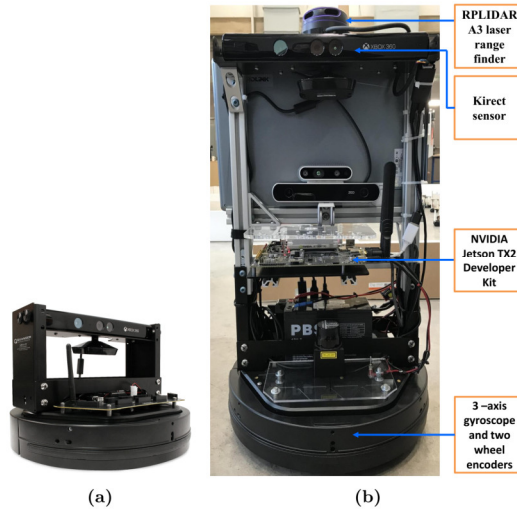 RPLIDAR
A3 laser
range
finder
XBOX 360
Kirect
sensor
NVIDIA
Jetson TX2
Developer
Kit
PBS
3 –axis
gyroscope
and two
wheel
encoders
(a)
(b)